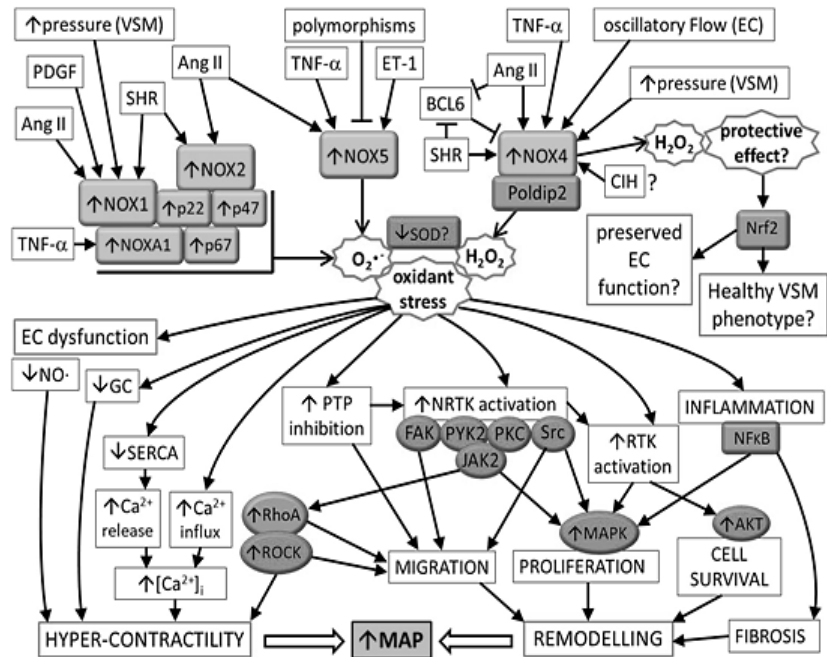 ↑pressure (VSM)
polymorphisms
TNF-α
oscillatory Flow (EC)
PDGF
Ang II
TNF-α
ET-1
Ang II
↑pressure (VSM)
SHR
BCL6
Ang II
↑NOX2
↑NOX5
SHR
↑NOX4
H₂O₂
protective
effect?
↑NOX1
↑p22
↑p47
Poldip2
CIH ?
TNF-α
↑NOXA1
↑p67
↓SOD?
Nrf2
O₂•-
H₂O₂
preserved
EC
function?
oxidant
stress
Healthy VSM
phenotype?
EC dysfunction
↓NO·
↓GC
↑ PTP
inhibition
↑NRTK activation
INFLAMMATION
FAK
PYK2
PKC
Src
NFκB
↓SERCA
JAK2
↑RTK
activation
↑Ca²⁺
release
↑Ca²⁺
influx
↑RhoA
↑ROCK
↑MAPK
↑AKT
↑[Ca²⁺]ᵢ
MIGRATION
PROLIFERATION
CELL
SURVIVAL
HYPER-CONTRACTILITY
↑MAP
REMODELLING
FIBROSIS